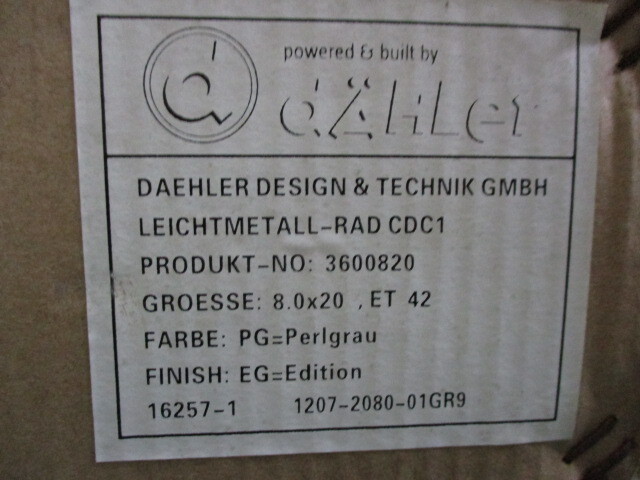 powered & built by
d dÄHLer
DAEHLER DESIGN & TECHNIK GMBH
LEICHTMETALL-RAD CDC1
PRODUKT-NO: 3600820
GROESSE: 8.0x20 , ET 42
FARBE: PG=Perlgrau
FINISH: EG=Edition
16257-1 1207-2080-01GR9